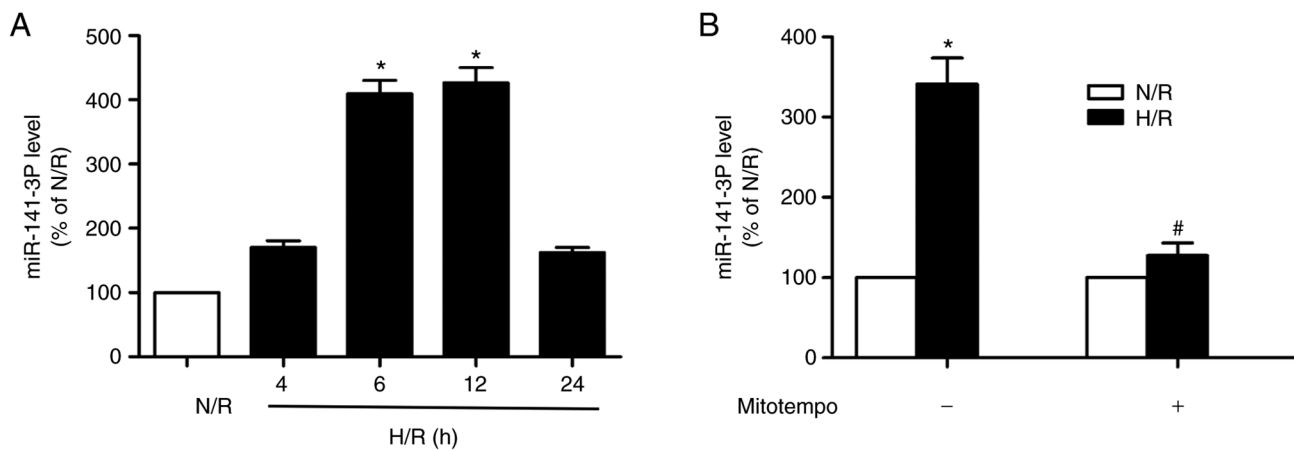 A
miR-141-3P level
(% of N/R)
500
400
300
200
100
0
*
*
N/R
4
6
12
24
H/R (h)
B
miR-141-3P level
(% of N/R)
400
300
200
100
0
*
#
N/R
H/R
Mitotempo
−
+